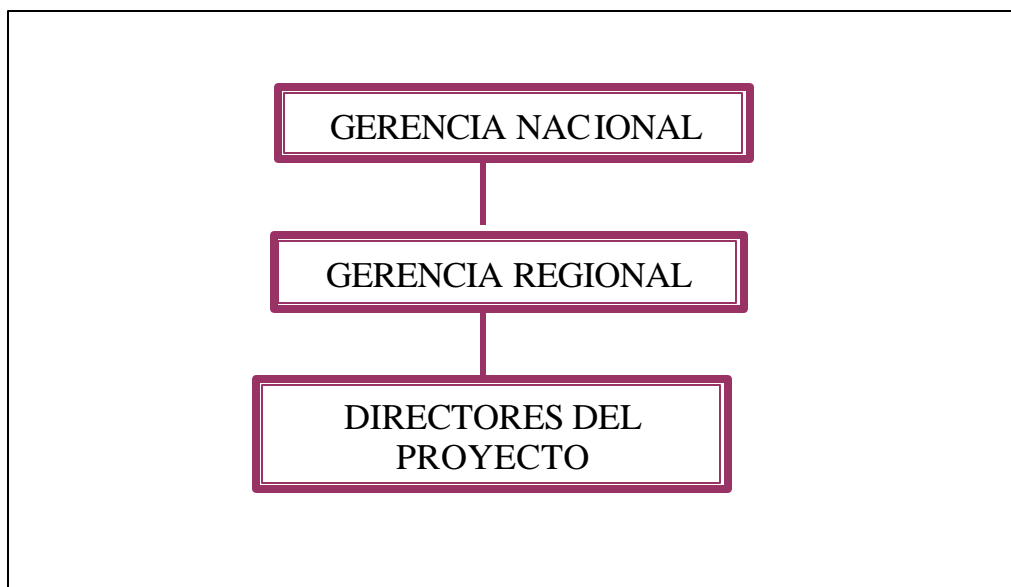 GERENCIA NACIONAL
GERENCIA REGIONAL
DIRECTORES DEL
PROYECTO